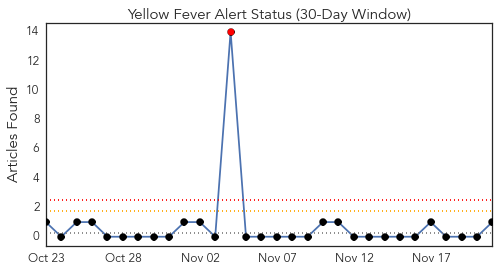 Yellow Fever Alert Status (30-Day Window)
Articles Found
14
12
10
8
6
4
2
0
Oct 23 Oct 28 Nov 02 Nov 07 Nov 12 Nov 17